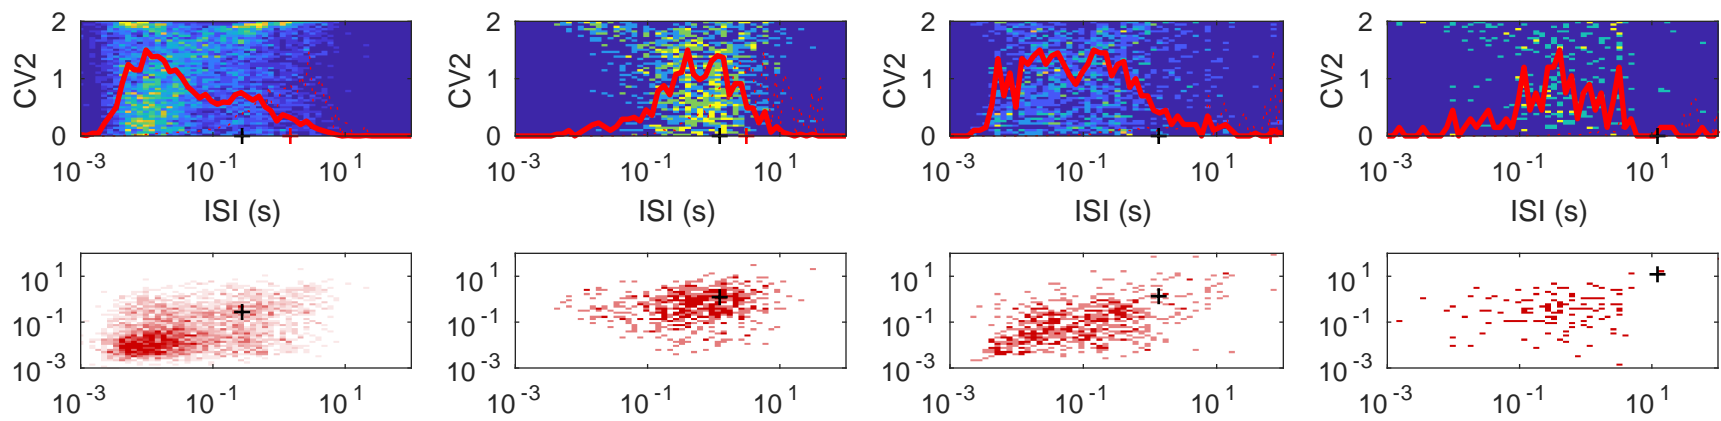 2 2 2 2
CV2 1 CV2 1 CV2 1 CV2 1
0 0 0 0
10^-3 10^-1 10^1 10^-3 10^-1 10^1 10^-3 10^-1 10^1 10^-3 10^-1 10^1
ISI (s) ISI (s) ISI (s) ISI (s)
10^1 10^1 10^1 10^1
10^-1 10^-1 10^-1 10^-1
10^-3 10^-3 10^-3 10^-3
10^-3 10^-1 10^1 10^-3 10^-1 10^1 10^-3 10^-1 10^1 10^-3 10^-1 10^1